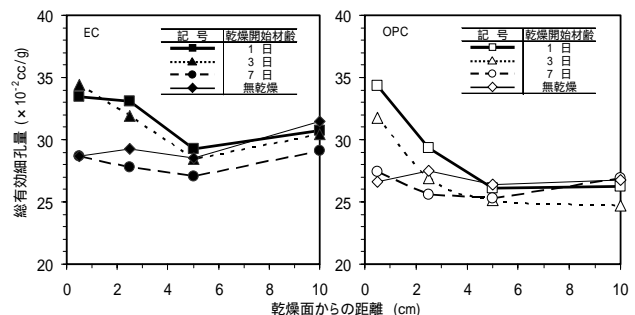 総有効細孔量 (×10⁻²cc/g)
40
35
30
25
20
EC
記 号 乾燥開始材齢
1 日
3 日
7 日
無乾燥
0 2 4 6 8 10
40
35
30
25
20
OPC
記 号 乾燥開始材齢
1 日
3 日
7 日
無乾燥
0 2 4 6 8 10
乾燥面からの距離 (cm)